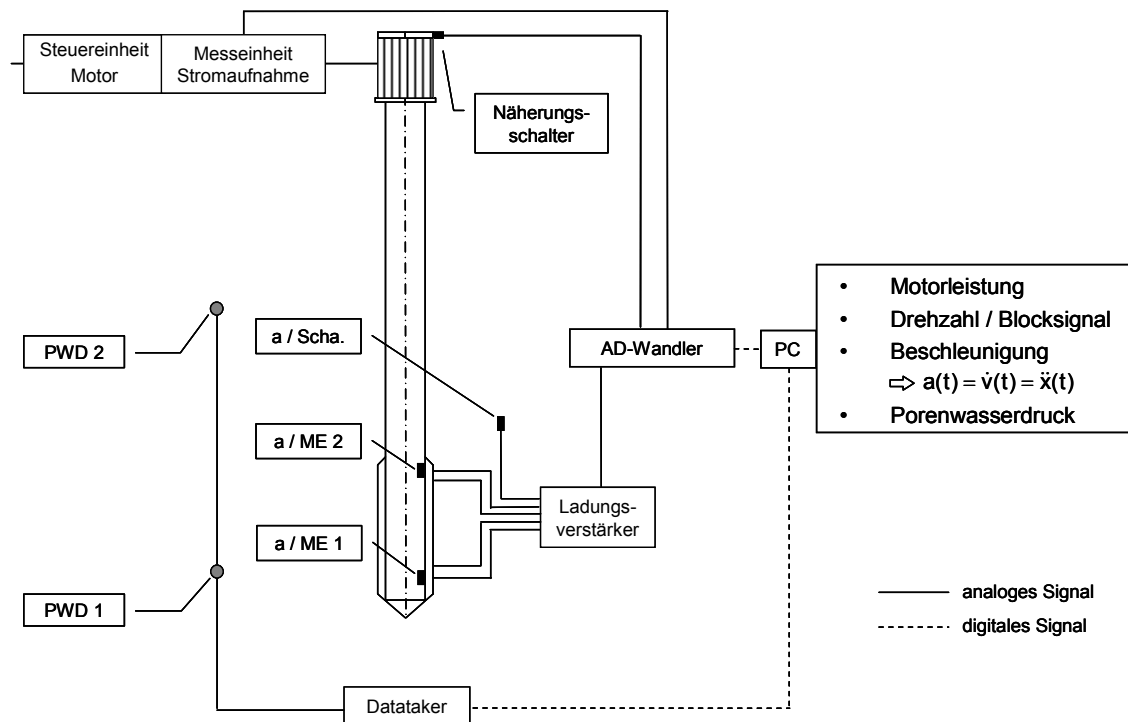 Steuereinheit
Motor
Messeinheit
Stromaufnahme
Näherungs-
schalter
PWD 2
a / Scha.
AD-Wandler
PC
• Motorleistung
• Drehzahl / Blocksignal
• Beschleunigung
⇨ a(t) = v̇(t) = ẍ(t)
• Porenwasserdruck
a / ME 2
Ladungs-
verstärker
a / ME 1
PWD 1
analoges Signal
digitales Signal
Datataker